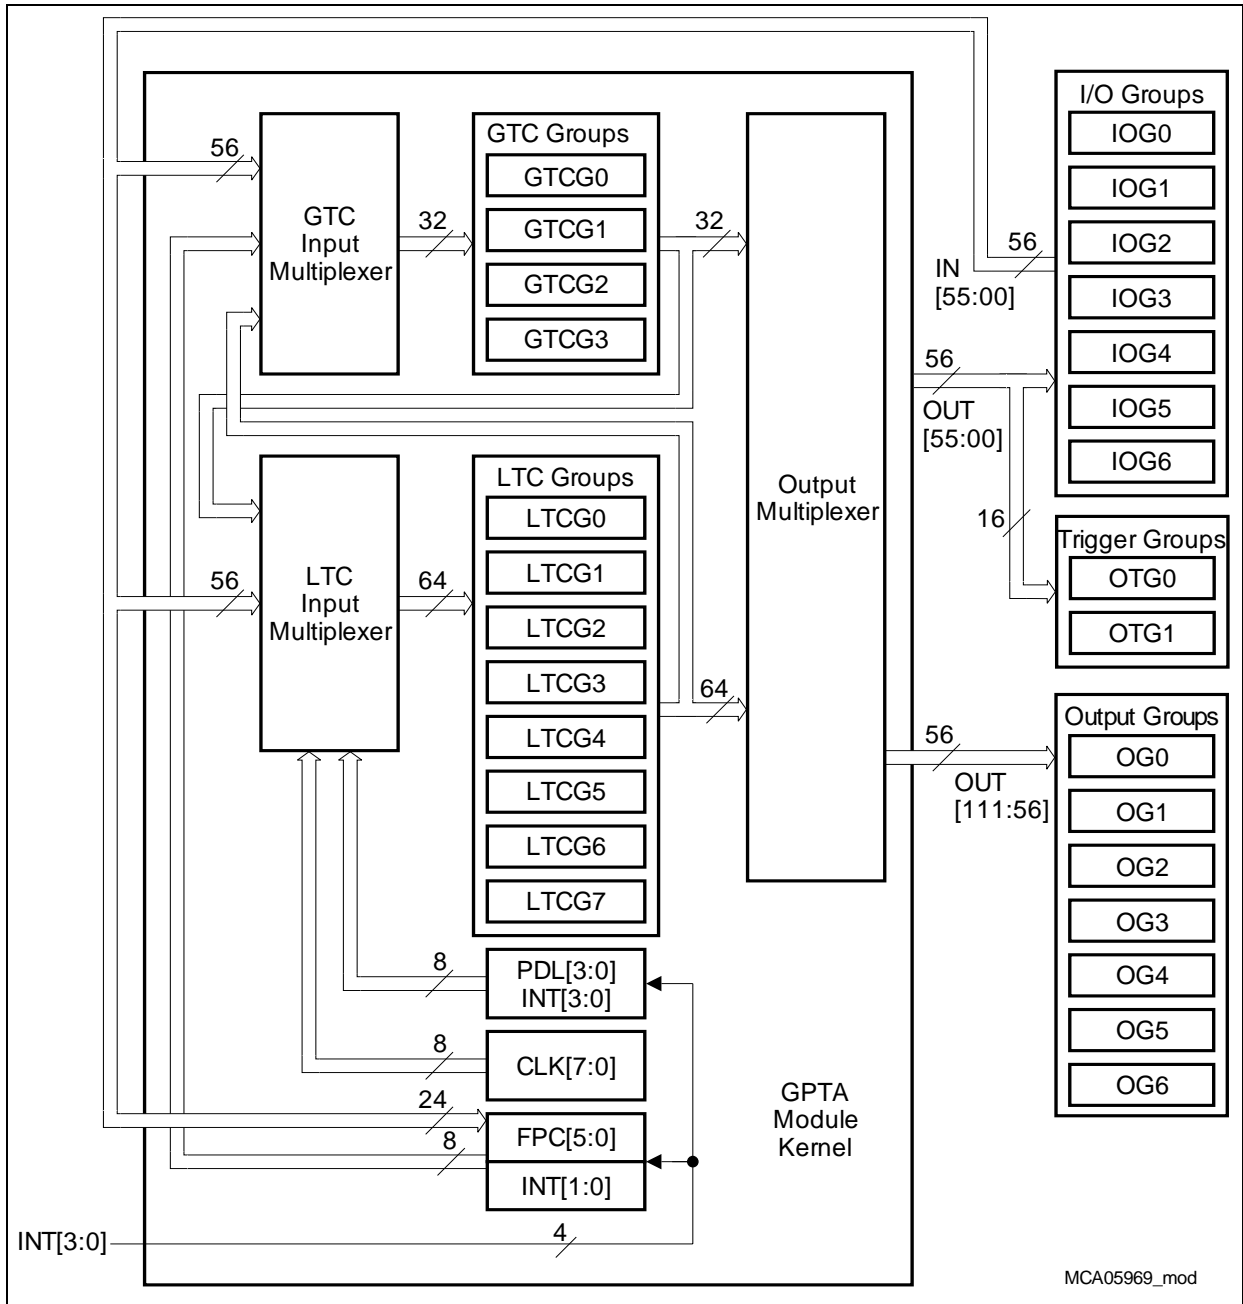 I/O Groups
IOG0
IOG1
IOG2
IOG3
IOG4
IOG5
IOG6
56
GTC
Input
Multiplexer
32
GTC Groups
GTCG0
GTCG1
GTCG2
GTCG3
32
56
IN
[55:00]
56
OUT
[55:00]
Output
Multiplexer
16
Trigger Groups
OTG0
OTG1
56
LTC
Input
Multiplexer
64
LTC Groups
LTCG0
LTCG1
LTCG2
LTCG3
LTCG4
LTCG5
LTCG6
LTCG7
64
56
OUT
[111:56]
Output Groups
OG0
OG1
OG2
OG3
OG4
OG5
OG6
8
PDL[3:0]
INT[3:0]
8
CLK[7:0]
24
8
FPC[5:0]
INT[1:0]
GPTA
Module
Kernel
INT[3:0]
4
MCA05969_mod